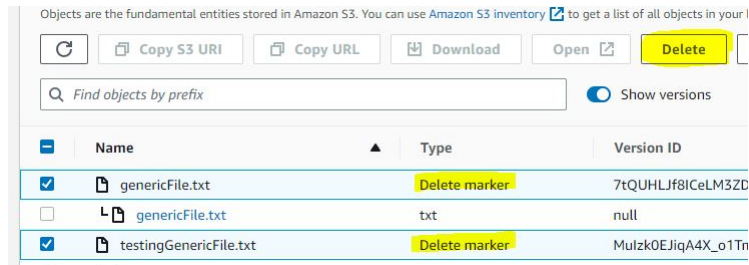 Objects are the fundamental entities stored in Amazon S3. You can use Amazon S3 inventory to get a list of all objects in your
Copy S3 URI Copy URL Download Open Delete
Find objects by prefix Show versions
Name Type Version ID
genericFile.txt Delete marker 7tQUHLJf8ICeLM3ZD
genericFile.txt txt null
testingGenericFile.txt Delete marker